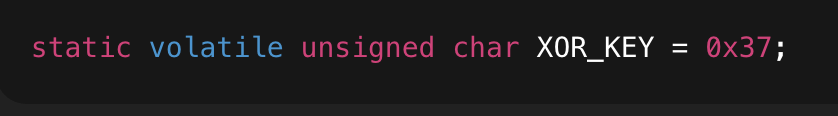 static volatile unsigned char XOR_KEY = 0x37;